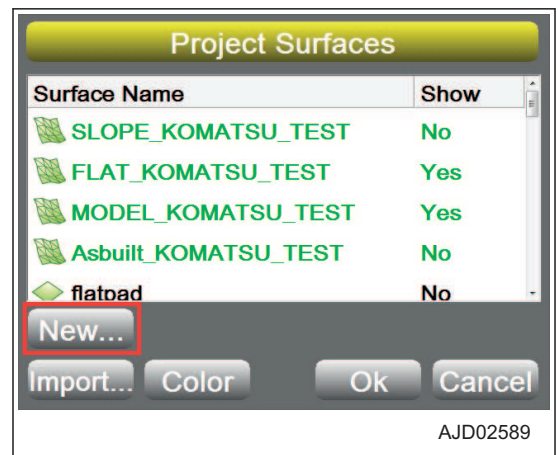 Project Surfaces
Surface Name Show
SLOPE_KOMATSU_TEST No
FLAT_KOMATSU_TEST Yes
MODEL_KOMATSU_TEST Yes
Asbuilt_KOMATSU_TEST No
flatpad No
New...
Import... Color Ok Cancel
AJD02589